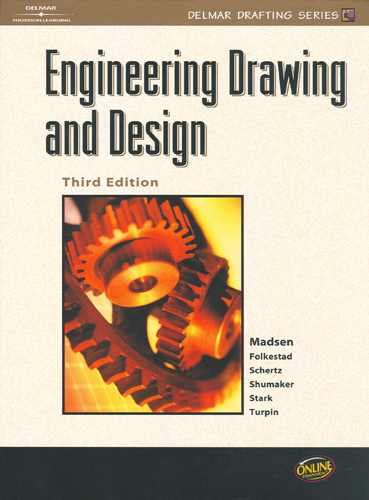 DELMAR
THOMSON LEARNING
DELMAR DRAFTING SERIES
Engineering Drawing
and Design
Third Edition
Madsen
Folkestad
Schertz
Shumaker
Stark
Turpin
ONLINE